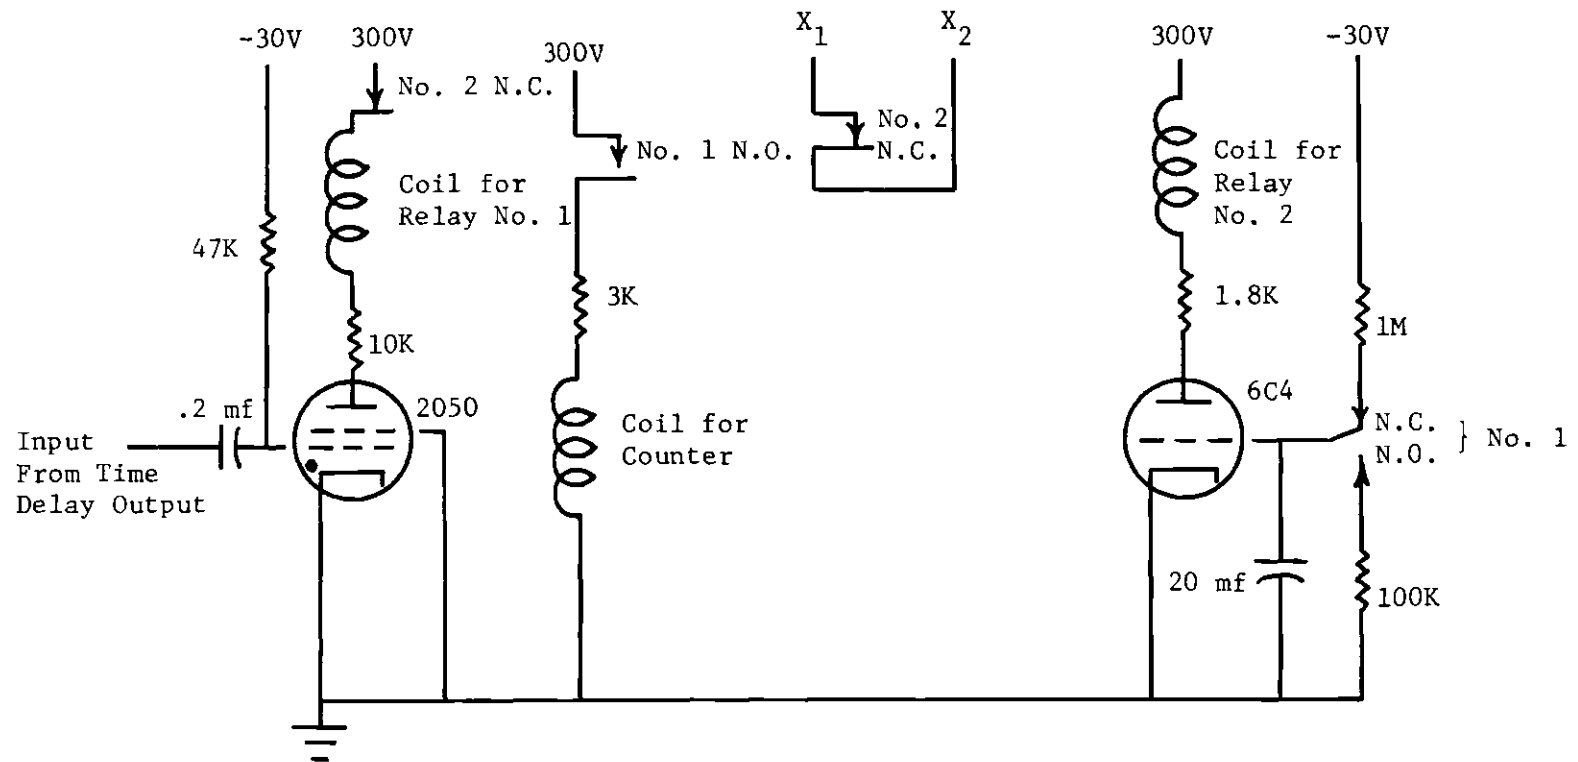 -30V
300V
No. 2 N.C.
Coil for
Relay No. 1
47K
10K
2050
.2 mf
Input
From Time
Delay Output
300V
No. 1 N.O.
3K
Coil for
Counter
X1
X2
No. 2
N.C.
300V
Coil for
Relay
No. 2
1.8K
6C4
-30V
1M
N.C.
N.O.
} No. 1
20 mf
100K